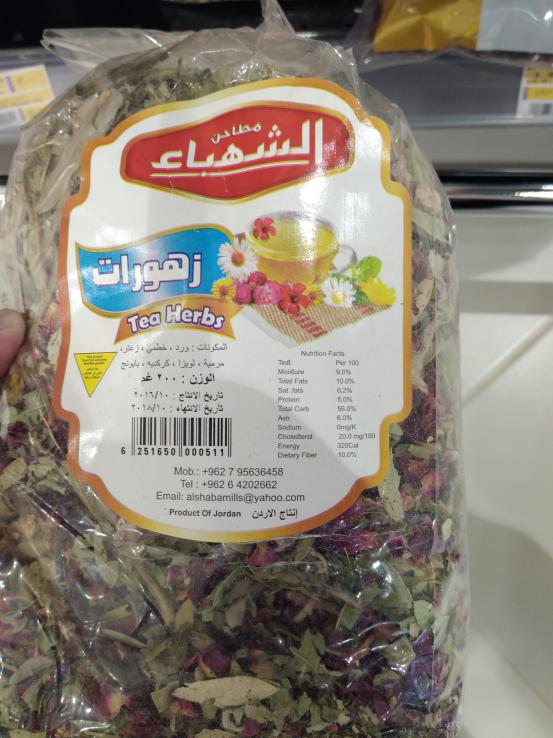 مطاحن
الشهباء
زهورات
Tea Herbs
المكونات : ورد ، خطمي ، زعتر،
مرمية ، لويزا ، كركديه ، بابونج
الوزن : ٢٠٠ غم
تاريخ الانتاج : ٢٠١٦/١٠
تاريخ الانتهاء : ٢٠١٨/١٠
6 251650 000511
Nutrition Facts
Test Per 100
Moisture 9.0%
Total Fats 10.0%
Sat .fats 0.2%
Protein 5.0%
Total Carb 56.0%
Ash 6.0%
Sodium 0mg/K
Cholesterol 20.0 mg/100
Energy 320Cal
Dietary Fiber 10.0%
Mob.: +962 7 95636458
Tel : +962 6 4202662
Email: alshabamills@yahoo.com
Product Of Jordan إنتاج الاردن